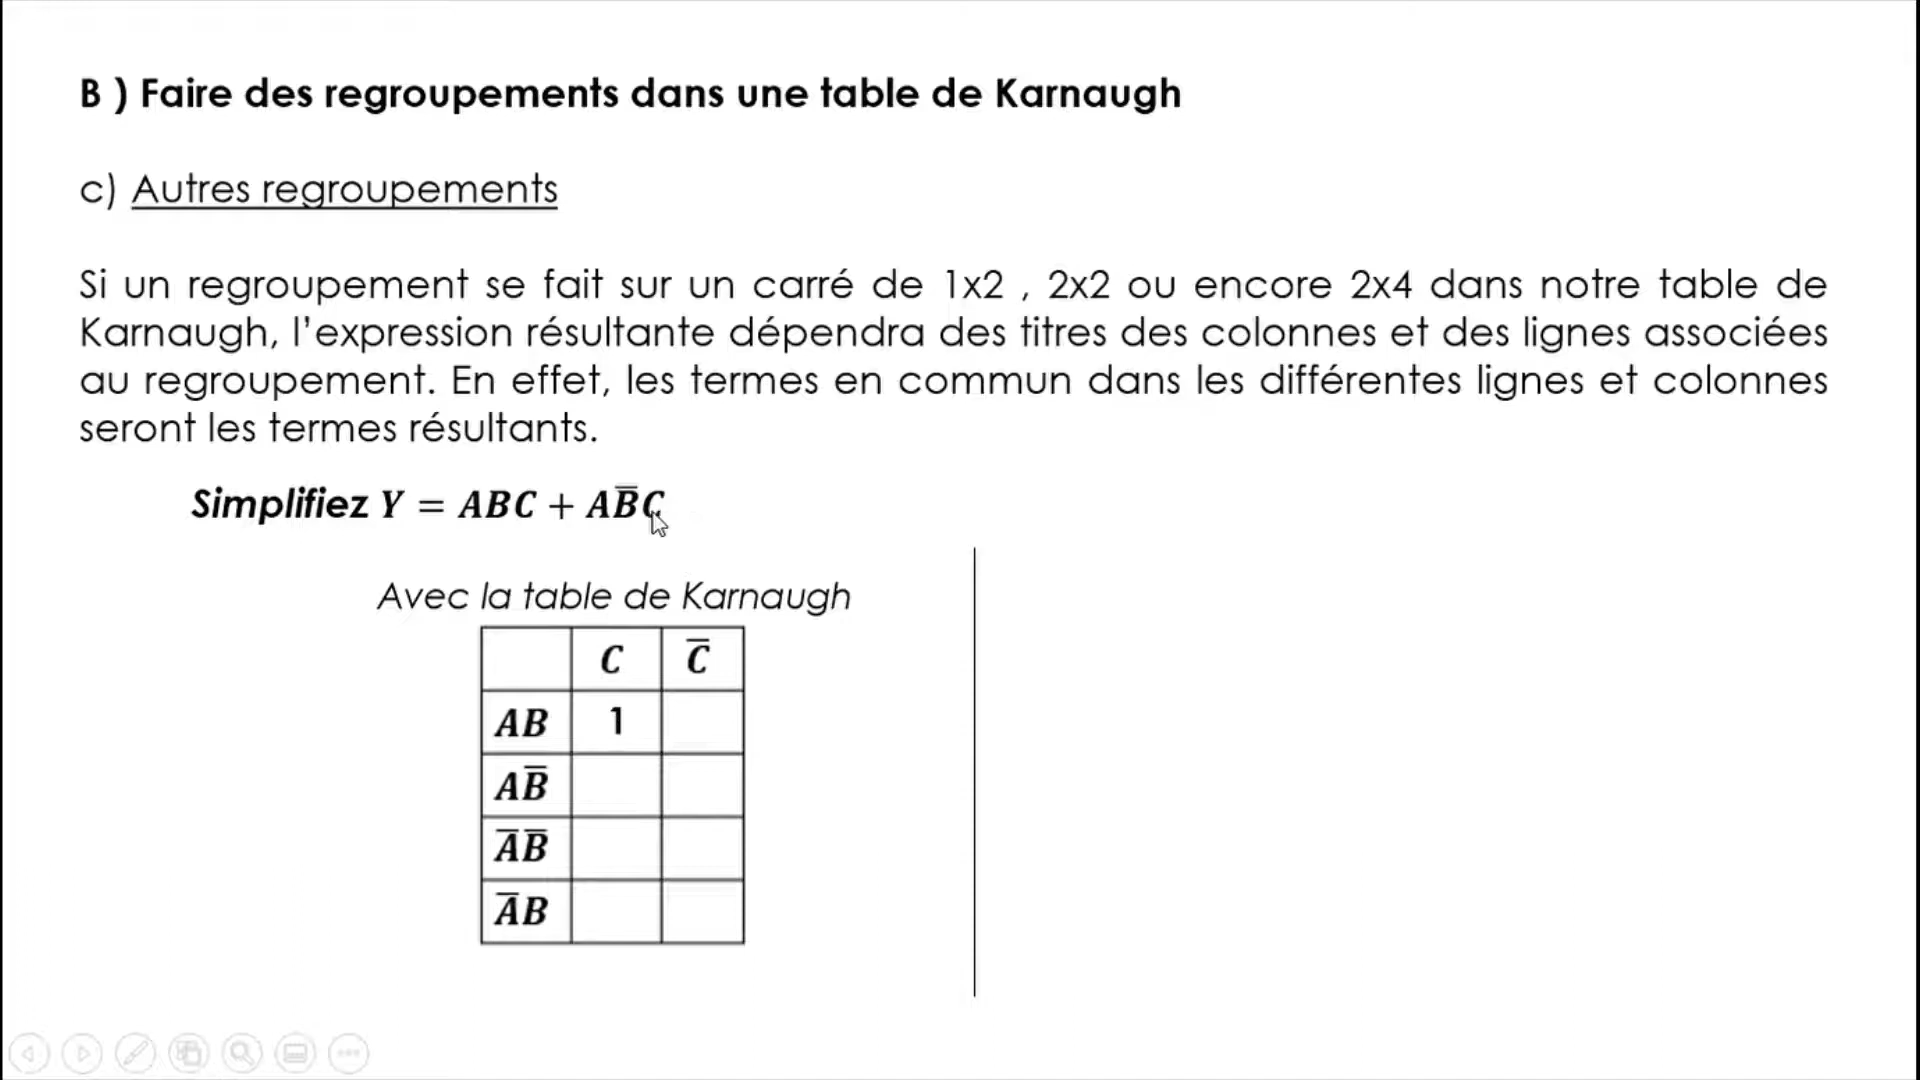 B ) Faire des regroupements dans une table de Karnaugh
c) Autres regroupements
Si un regroupement se fait sur un carré de 1x2 , 2x2 ou encore 2x4 dans notre table de
Karnaugh, l'expression résultante dépendra des titres des colonnes et des lignes associées
au regroupement. En effet, les termes en commun dans les différentes lignes et colonnes
seront les termes résultants.
Simplifiez Y = ABC + AB̅C
Avec la table de Karnaugh
C C̅
AB 1
AB̅
A̅B̅
A̅B